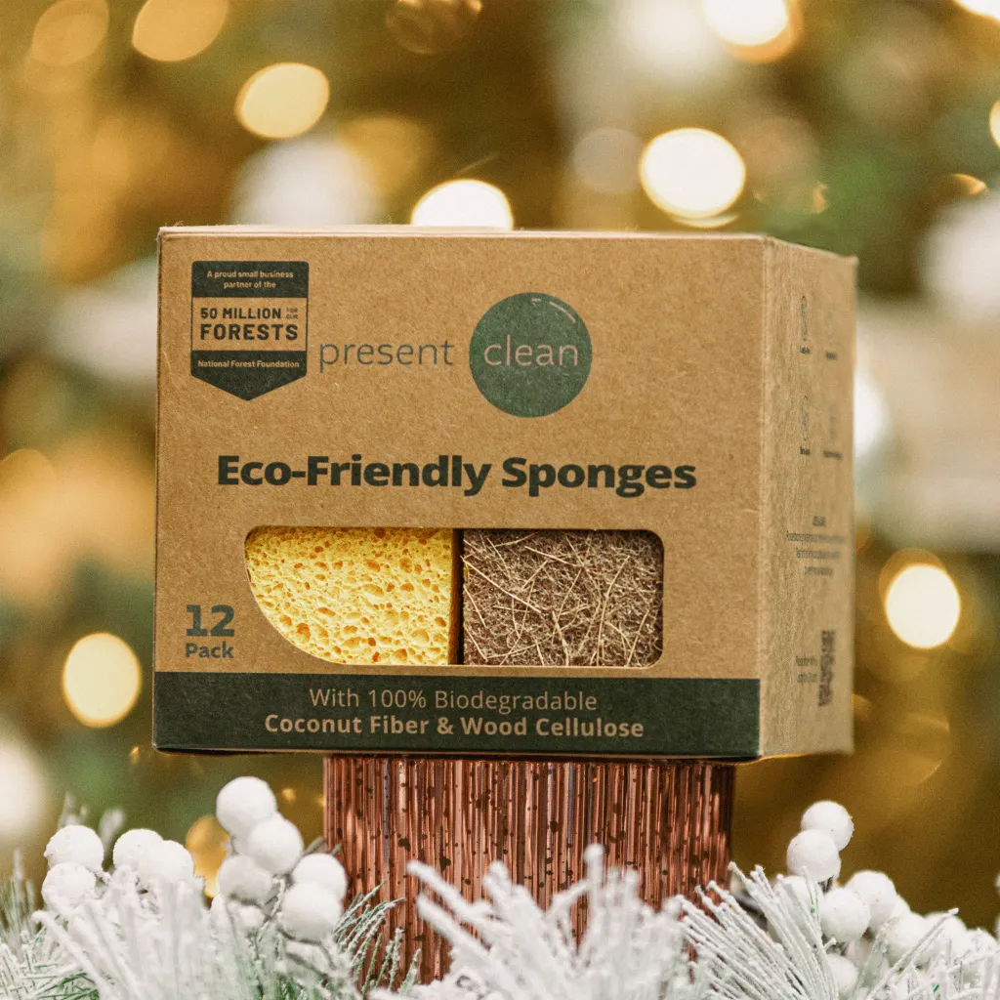 A proud small business
partner of the
50 MILLION FOR OUR
FORESTS
National Forest Foundation
present clean
Eco-Friendly Sponges
12
Pack
With 100% Biodegradable
Coconut Fiber & Wood Cellulose